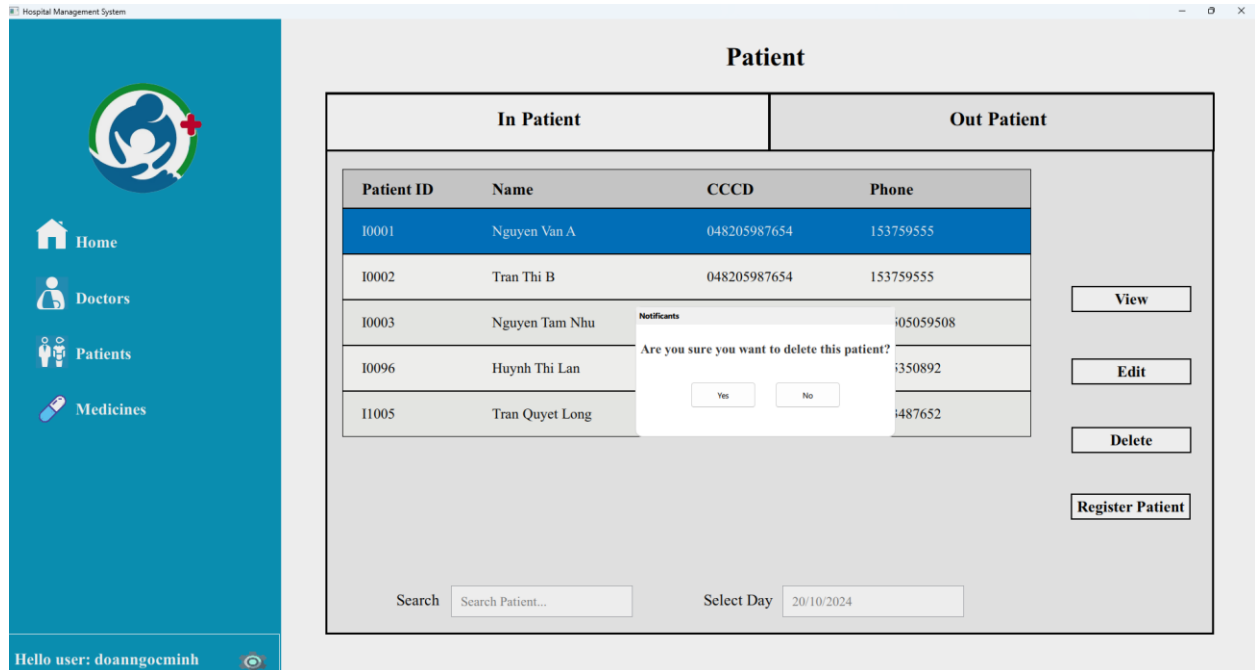 Hospital Management System
Patient
In Patient Out Patient
Patient ID Name CCCD Phone
I0001 Nguyen Van A 048205987654 153759555
I0002 Tran Thi B 048205987654 153759555
I0003 Nguyen Tam Nhu 505059508
I0096 Huynh Thi Lan 350892
I1005 Tran Quyet Long 487652
Notificants
Are you sure you want to delete this patient?
Yes No
View
Edit
Delete
Register Patient
Search Search Patient... Select Day 20/10/2024
Home
Doctors
Patients
Medicines
Hello user: doanngocminh